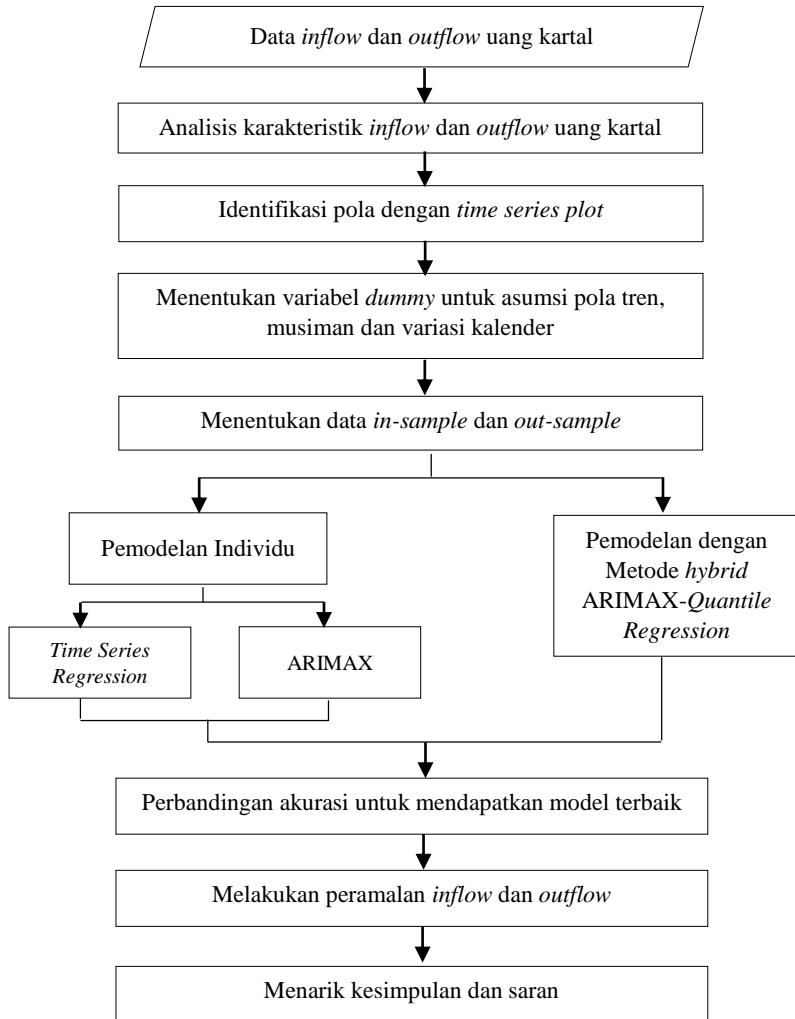 Data inflow dan outflow uang kartal
Analisis karakteristik inflow dan outflow uang kartal
Identifikasi pola dengan time series plot
Menentukan variabel dummy untuk asumsi pola tren,
musiman dan variasi kalender
Menentukan data in-sample dan out-sample
Pemodelan Individu
Pemodelan dengan
Metode hybrid
ARIMAX-Quantile
Regression
Time Series
Regression
ARIMAX
Perbandingan akurasi untuk mendapatkan model terbaik
Melakukan peramalan inflow dan outflow
Menarik kesimpulan dan saran